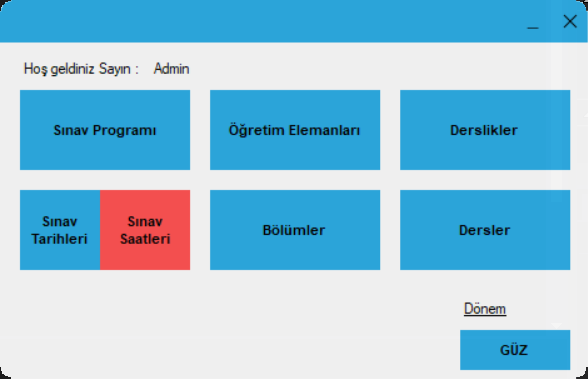 Hoş geldiniz Sayın : Admin
Sınav Programı
Öğretim Elemanları
Derslikler
Sınav
Tarihleri
Sınav
Saatleri
Bölümler
Dersler
Dönem
GÜZ